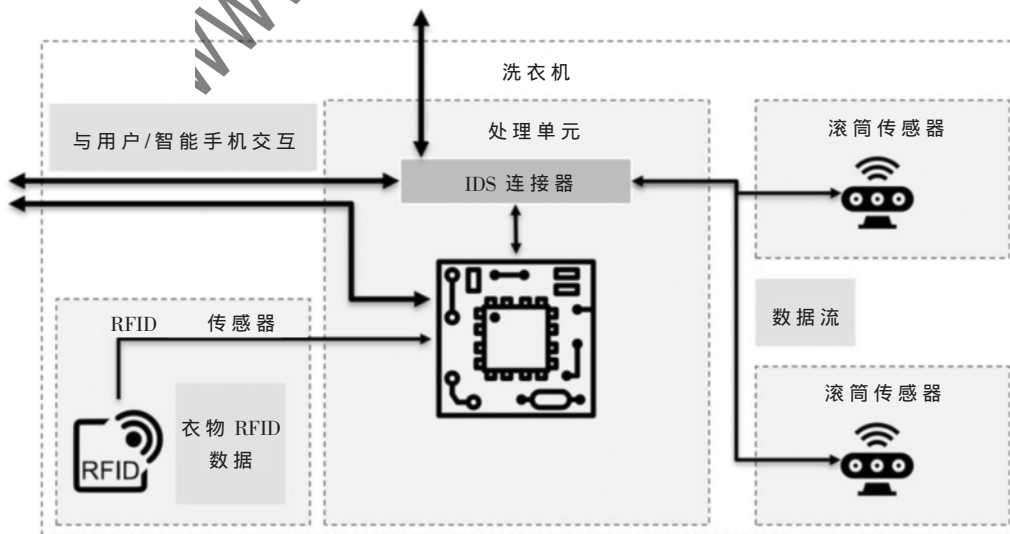 WW
洗衣机
与用户/智能手机交互
处理单元
IDS 连接器
滚筒传感器
RFID 传感器
数据流
滚筒传感器
衣物 RFID
数据
RFID